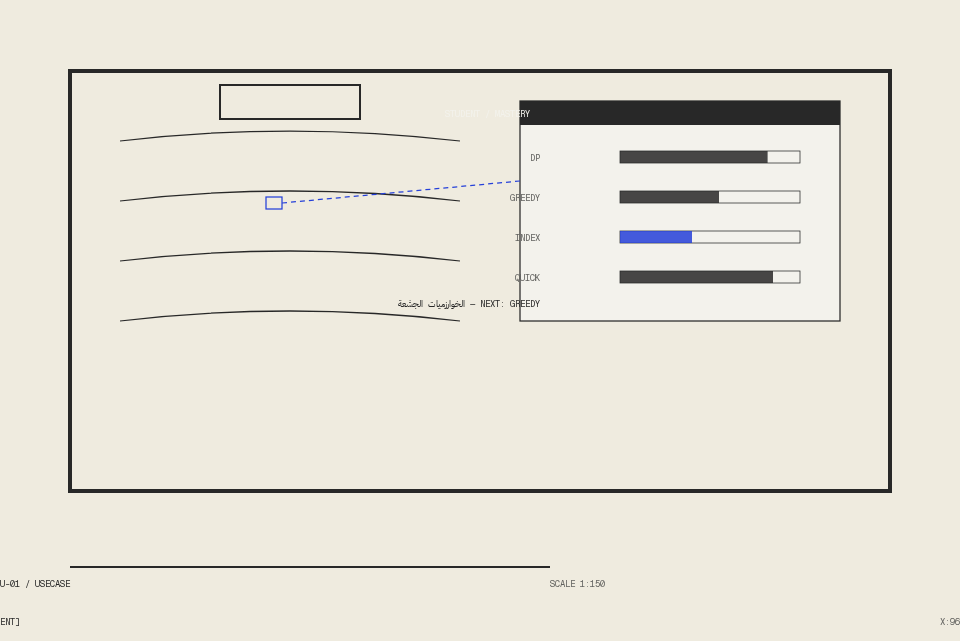 STUDENT / MASTERY
DP
GREEDY
INDEX
QUICK
الخوارزميات الجشعة — NEXT: GREEDY
U-01 / USECASE
SCALE 1:150
ENT]
X:96